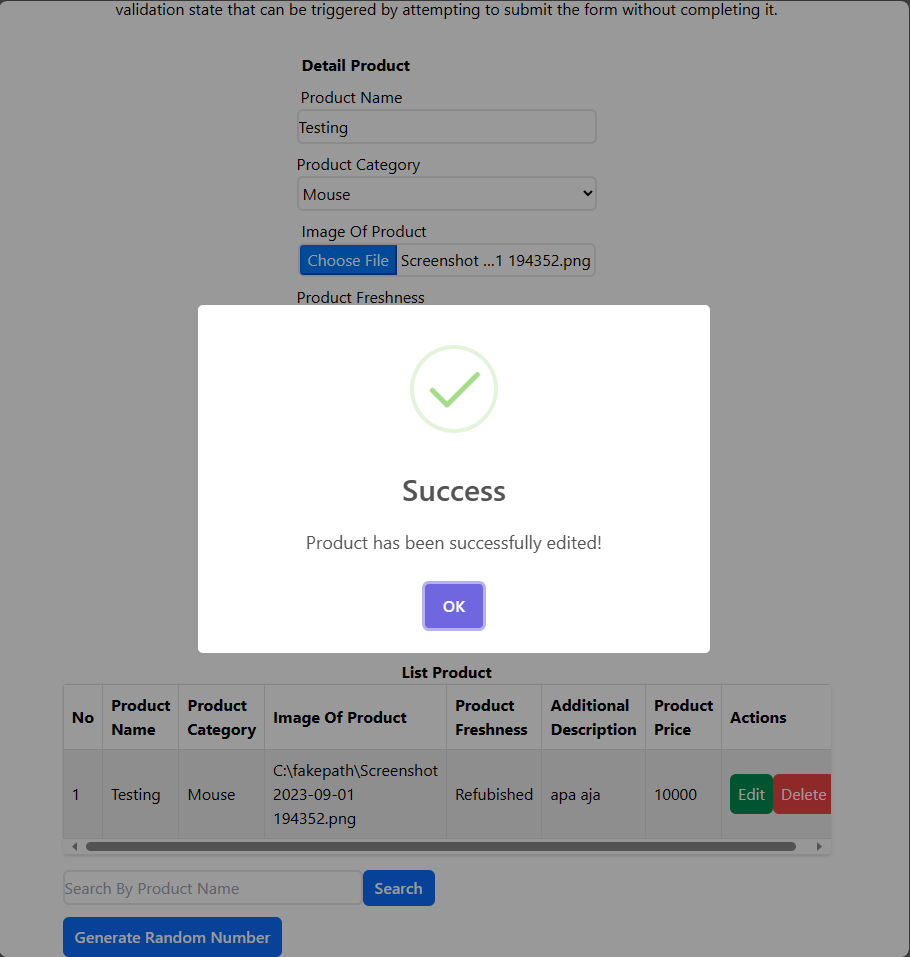 validation state that can be triggered by attempting to submit the form without completing it.
Detail Product
Product Name
Testing
Product Category
Mouse
Image Of Product
Choose File Screenshot ...1 194352.png
Product Freshness
Success
Product has been successfully edited!
OK
List Product
No Product Name Product Category Image Of Product Product Freshness Additional Description Product Price Actions
1 Testing Mouse C:\fakepath\Screenshot 2023-09-01 194352.png Refubished apa aja 10000 Edit Delete
Search By Product Name Search
Generate Random Number